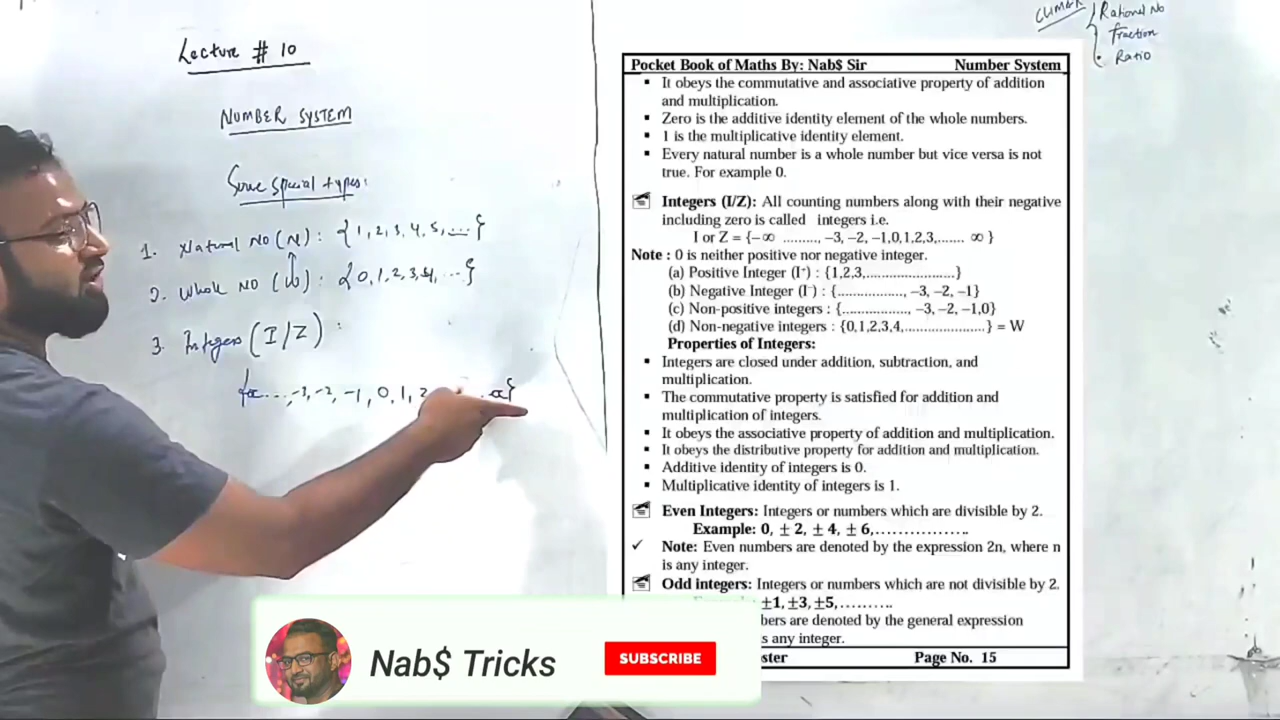 Lecture # 10
NUMBER SYSTEM
Some special types:
1. Natural No (N) : {1, 2, 3, 4, 5, ...}
2. Whole No (W) : {0, 1, 2, 3, 4, ...}
3. Integers (I/Z) :
{-∞ ..., -3, -2, -1, 0, 1, 2 ... ∞}
Rational No
fraction
Ratio
Pocket Book of Maths By: Nab$ Sir Number System
▪ It obeys the commutative and associative property of addition
and multiplication.
▪ Zero is the additive identity element of the whole numbers.
▪ 1 is the multiplicative identity element.
▪ Every natural number is a whole number but vice versa is not
true. For example 0.
Integers (I/Z): All counting numbers along with their negative
including zero is called integers i.e.
I or Z = {−∞ ………, −3, −2, −1,0,1,2,3,……. ∞ }
Note : 0 is neither positive nor negative integer.
(a) Positive Integer (I⁺) : {1,2,3,……………………}
(b) Negative Integer (I⁻) : {………………, −3, −2, −1}
(c) Non-positive integers : {………………, −3, −2, −1,0}
(d) Non-negative integers : {0,1,2,3,4,…………………} = W
Properties of Integers:
▪ Integers are closed under addition, subtraction, and
multiplication.
▪ The commutative property is satisfied for addition and
multiplication of integers.
▪ It obeys the associative property of addition and multiplication.
▪ It obeys the distributive property for addition and multiplication.
▪ Additive identity of integers is 0.
▪ Multiplicative identity of integers is 1.
Even Integers: Integers or numbers which are divisible by 2.
Example: 0, ± 2, ± 4, ± 6,………………
✓ Note: Even numbers are denoted by the expression 2n, where n
is any integer.
Odd integers: Integers or numbers which are not divisible by 2.
±1, ±3, ±5,……….
bers are denoted by the general expression
s any integer.
ster Page No. 15
Nab$ Tricks
SUBSCRIBE